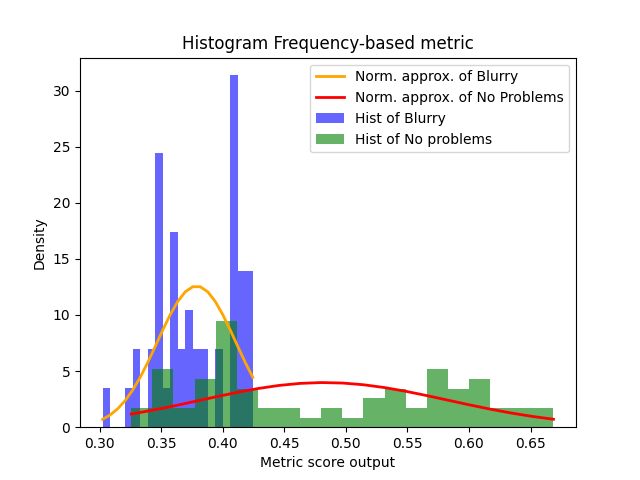 Histogram Frequency-based metric
Norm. approx. of Blurry
Norm. approx. of No Problems
Hist of Blurry
Hist of No problems
Density
30
25
20
15
10
5
0
0.30 0.35 0.40 0.45 0.50 0.55 0.60 0.65
Metric score output